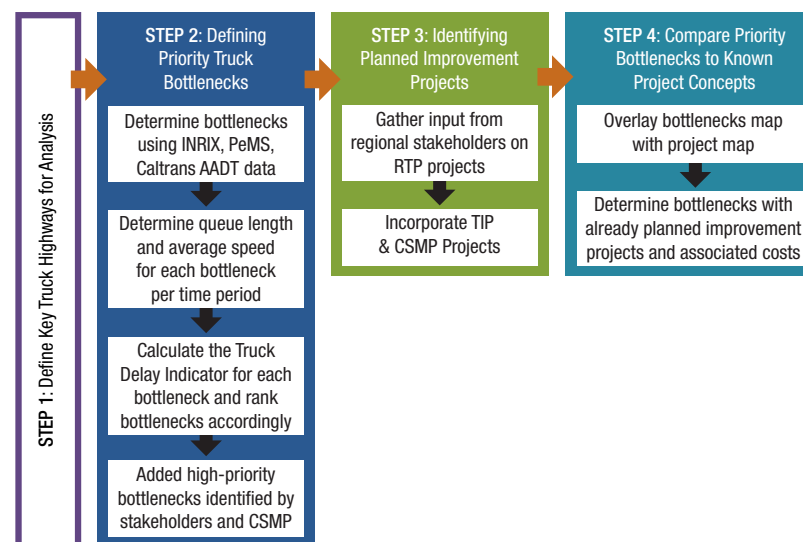 STEP 1: Define Key Truck Highways for Analysis
STEP 2: Defining
Priority Truck
Bottlenecks
Determine bottlenecks
using INRIX, PeMS,
Caltrans AADT data
Determine queue length
and average speed
for each bottleneck
per time period
Calculate the Truck
Delay Indicator for each
bottleneck and rank
bottlenecks accordingly
Added high-priority
bottlenecks identified by
stakeholders and CSMP
STEP 3: Identifying
Planned Improvement
Projects
Gather input from
regional stakeholders on
RTP projects
Incorporate TIP
& CSMP Projects
STEP 4: Compare Priority
Bottlenecks to Known
Project Concepts
Overlay bottlenecks map
with project map
Determine bottlenecks with
already planned improvement
projects and associated costs